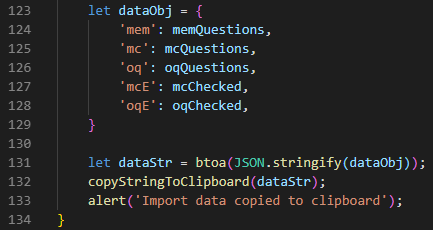 123 let dataObj = {
124 'mem': memQuestions,
125 'mc': mcQuestions,
126 'oq': oqQuestions,
127 'mcE': mcChecked,
128 'oqE': oqChecked,
129 }
130
131 let dataStr = btoa(JSON.stringify(dataObj));
132 copyStringToClipboard(dataStr);
133 alert('Import data copied to clipboard');
134 }